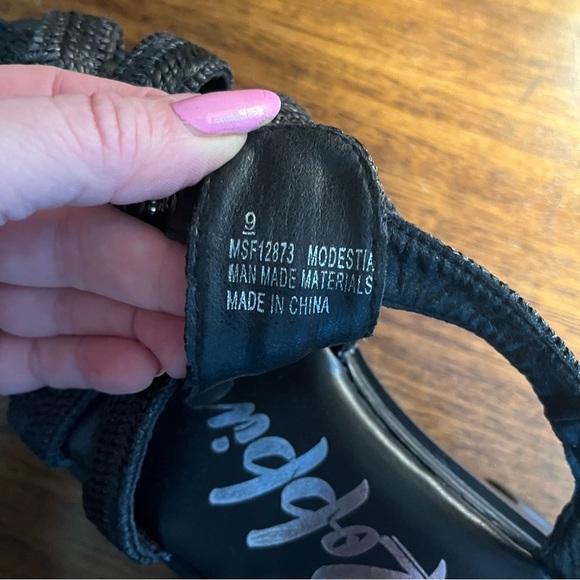 9
MSF12873 MODESTIA
MAN MADE MATERIALS
MADE IN CHINA